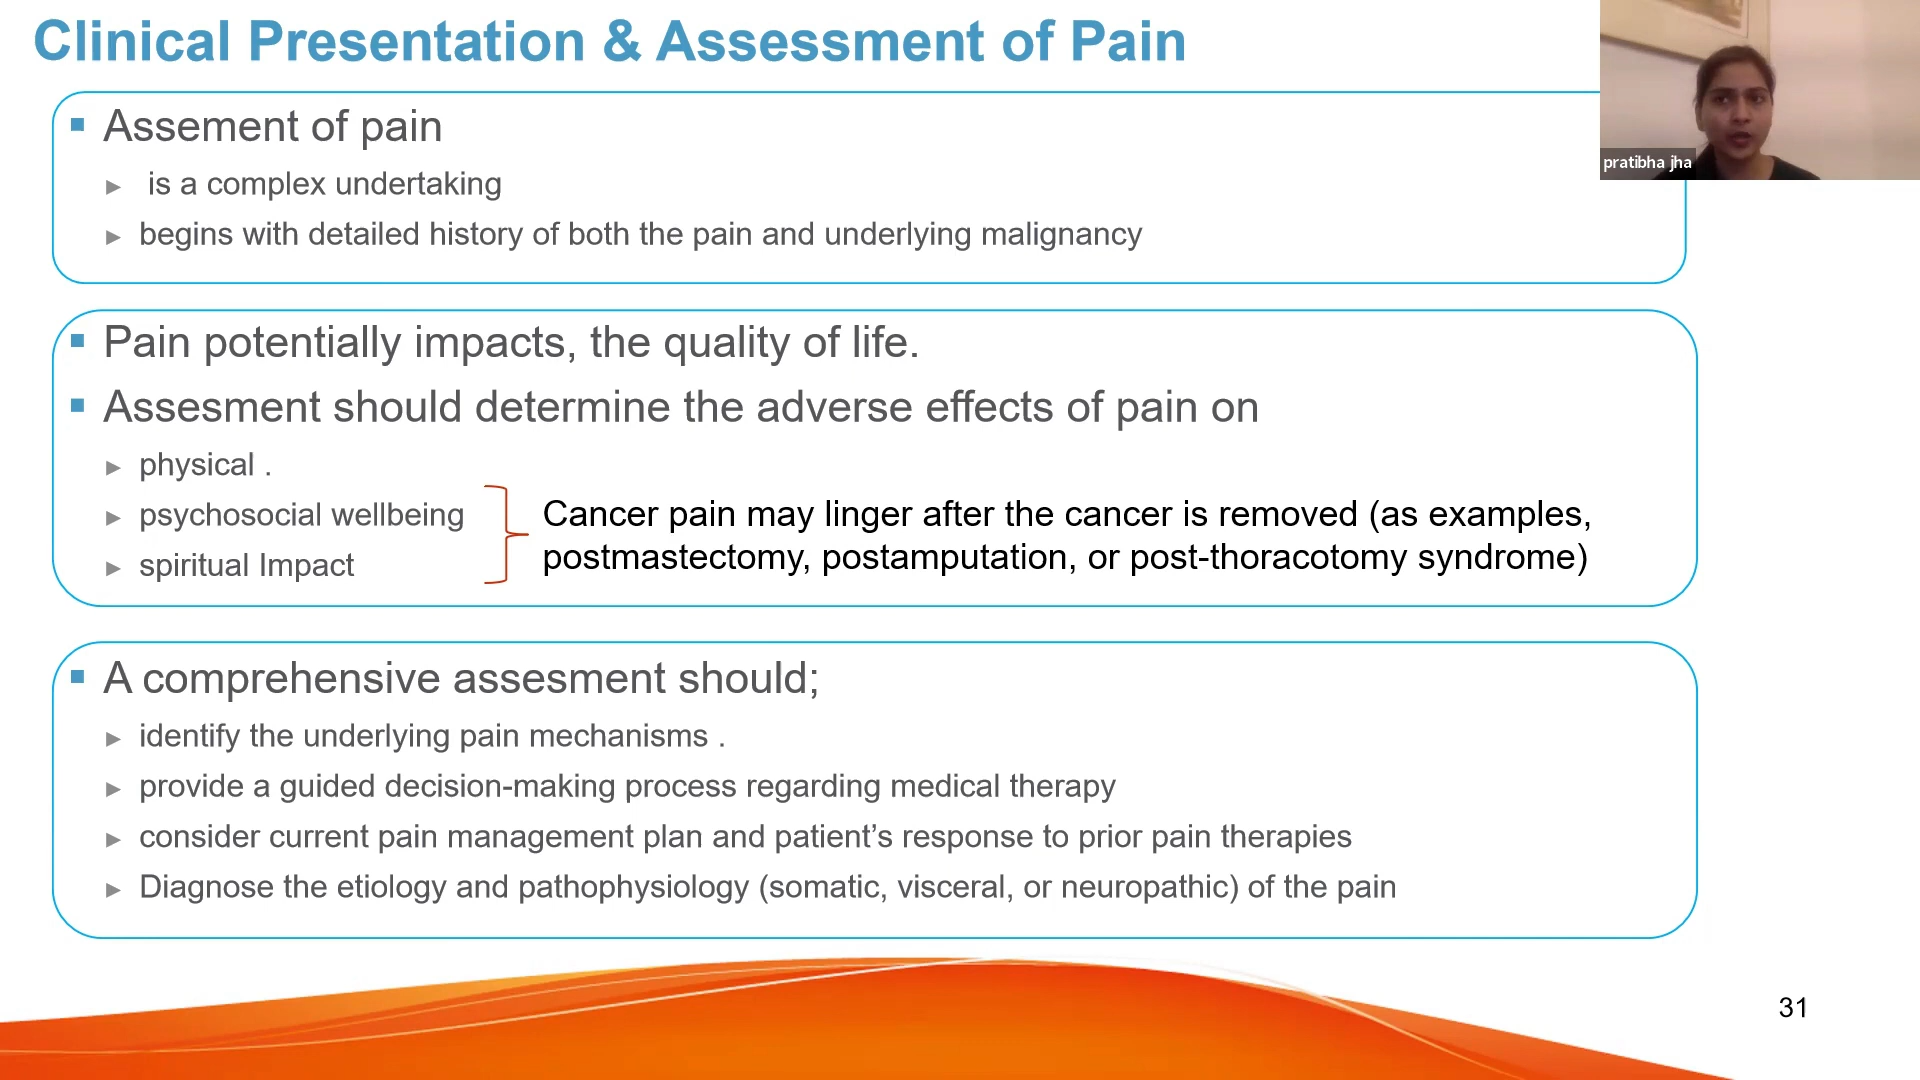 Clinical Presentation & Assessment of Pain
pratibha jha
Assement of pain
is a complex undertaking
begins with detailed history of both the pain and underlying malignancy
Pain potentially impacts, the quality of life.
Assesment should determine the adverse effects of pain on
physical .
psychosocial wellbeing
spiritual Impact
Cancer pain may linger after the cancer is removed (as examples,
postmastectomy, postamputation, or post-thoracotomy syndrome)
A comprehensive assesment should;
identify the underlying pain mechanisms .
provide a guided decision-making process regarding medical therapy
consider current pain management plan and patient’s response to prior pain therapies
Diagnose the etiology and pathophysiology (somatic, visceral, or neuropathic) of the pain
31